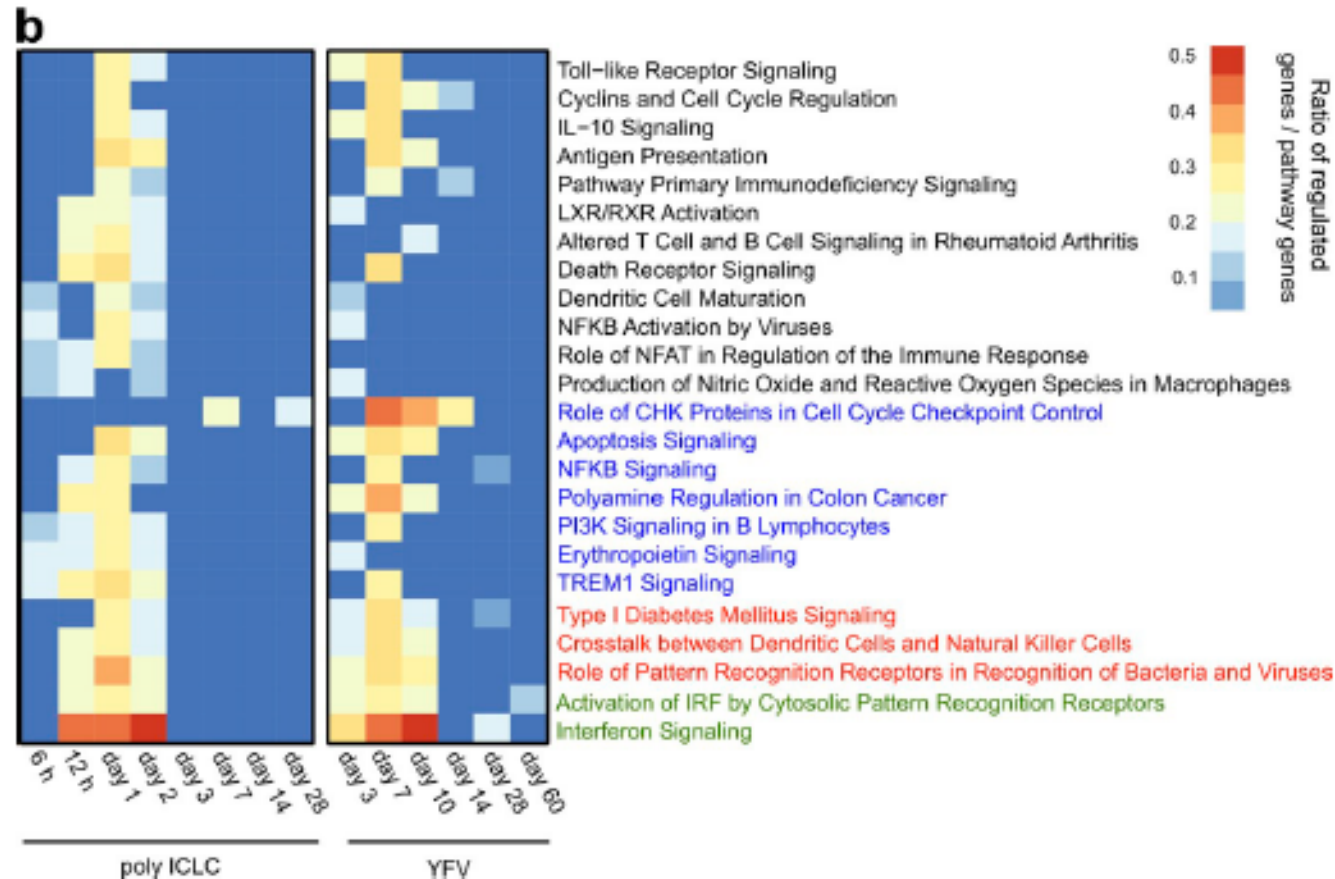 b
Toll-like Receptor Signaling
Cyclins and Cell Cycle Regulation
IL-10 Signaling
Antigen Presentation
Pathway Primary Immunodeficiency Signaling
LXR/RXR Activation
Altered T Cell and B Cell Signaling in Rheumatoid Arthritis
Death Receptor Signaling
Dendritic Cell Maturation
NFKB Activation by Viruses
Role of NFAT in Regulation of the Immune Response
Production of Nitric Oxide and Reactive Oxygen Species in Macrophages
Role of CHK Proteins in Cell Cycle Checkpoint Control
Apoptosis Signaling
NFKB Signaling
Polyamine Regulation in Colon Cancer
PI3K Signaling in B Lymphocytes
Erythropoietin Signaling
TREM1 Signaling
Type I Diabetes Mellitus Signaling
Crosstalk between Dendritic Cells and Natural Killer Cells
Role of Pattern Recognition Receptors in Recognition of Bacteria and Viruses
Activation of IRF by Cytosolic Pattern Recognition Receptors
Interferon Signaling
0.5
0.4
0.3
0.2
0.1
Ratio of regulated
genes / pathway genes
6 h
12 h
day 1
day 2
day 3
day 7
day 14
day 28
day 3
day 7
day 10
day 14
day 28
day 60
poly ICLC
YFV